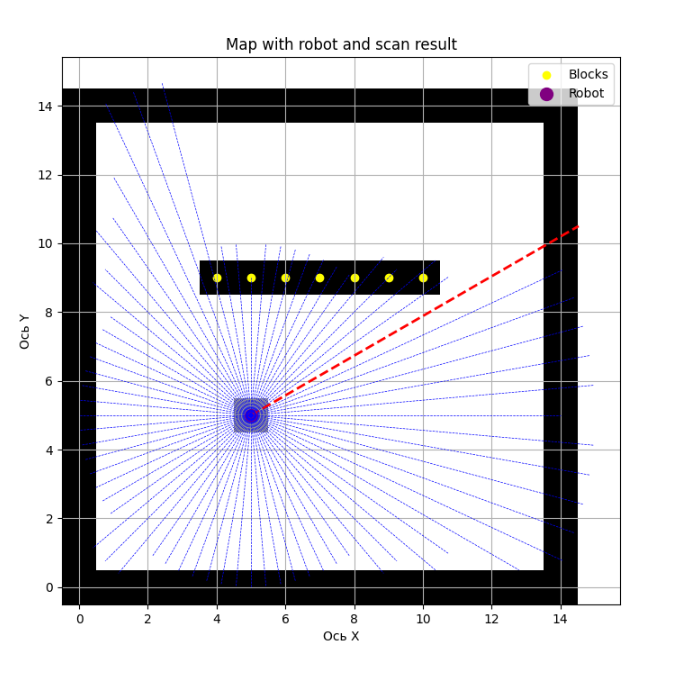 Map with robot and scan result
Blocks
Robot
Ось Y
14
12
10
8
6
4
2
0
0 2 4 6 8 10 12 14
Ось X